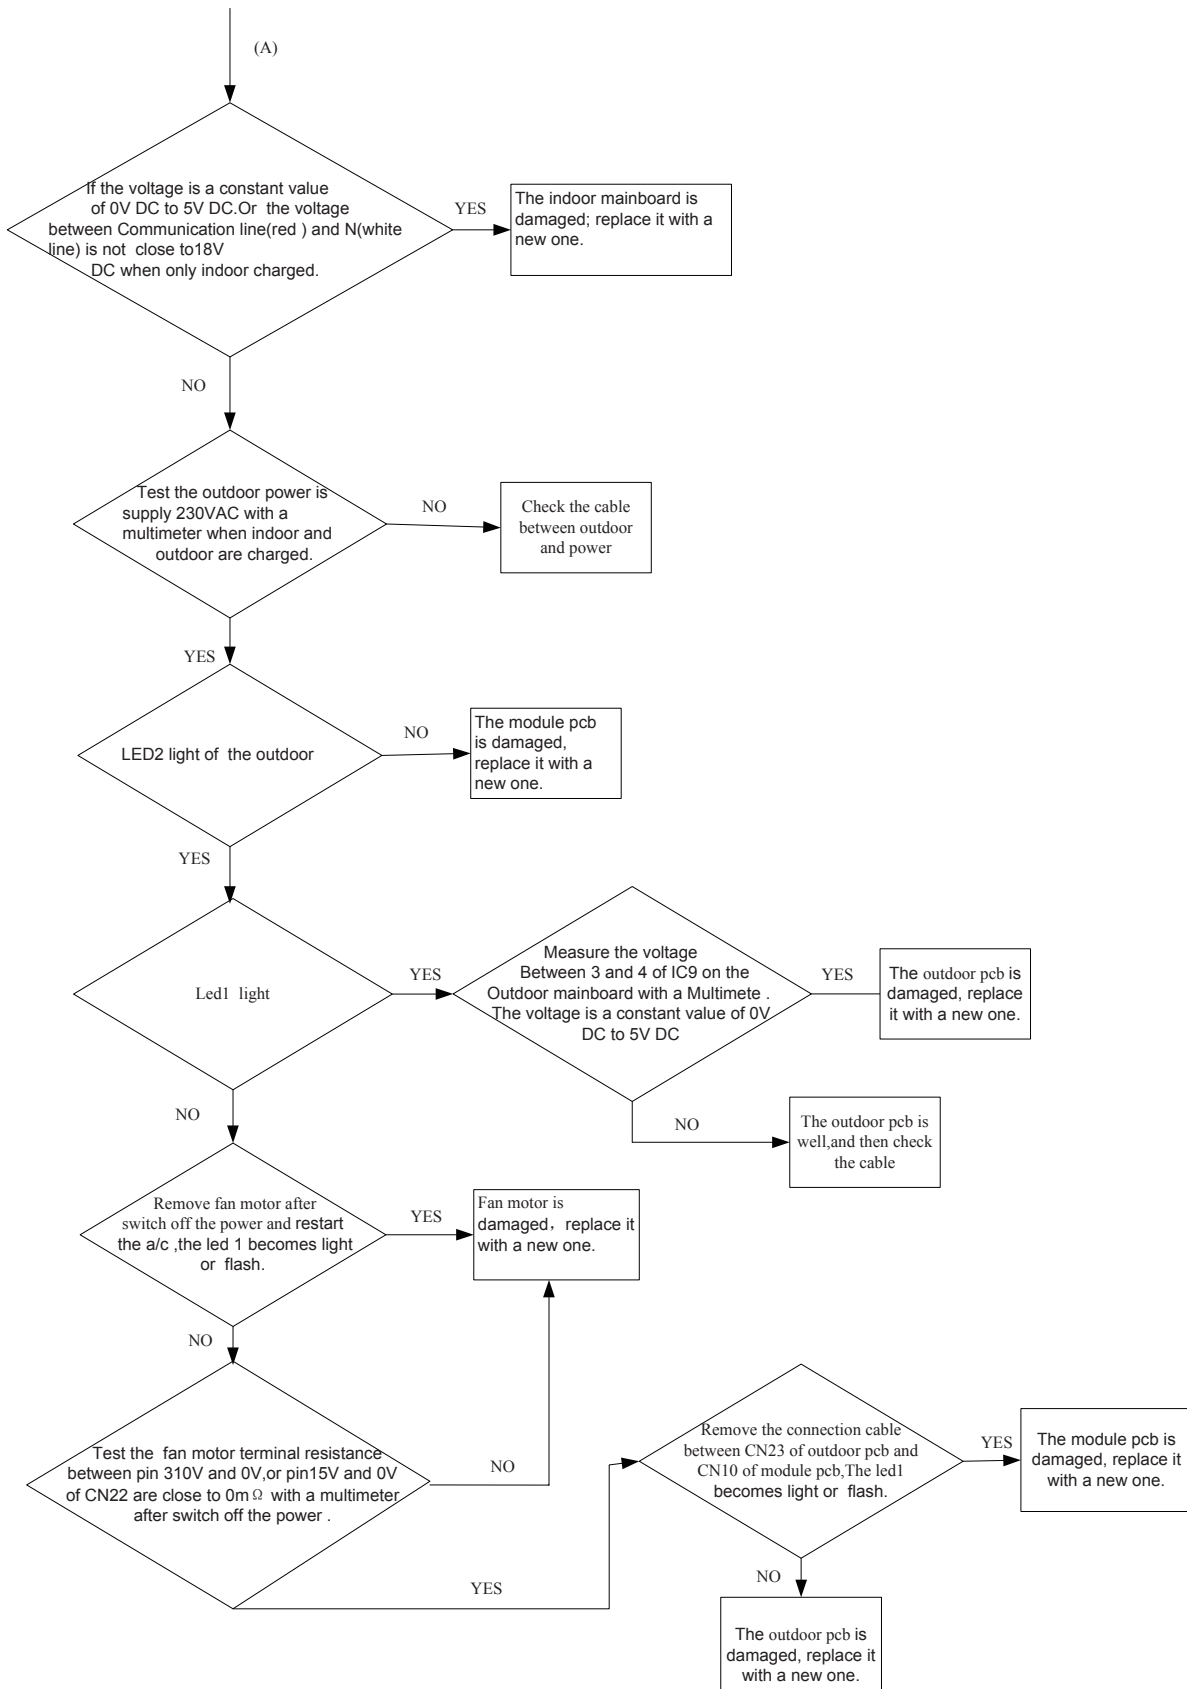 (A)
If the voltage is a constant value
of 0V DC to 5V DC.Or the voltage
between Communication line(red ) and N(white
line) is not close to18V
DC when only indoor charged.
YES
The indoor mainboard is
damaged; replace it with a
new one.
NO
Test the outdoor power is
supply 230VAC with a
multimeter when indoor and
outdoor are charged.
NO
Check the cable
between outdoor
and power
YES
LED2 light of the outdoor
NO
The module pcb
is damaged,
replace it with a
new one.
YES
Led1 light
YES
Measure the voltage
Between 3 and 4 of IC9 on the
Outdoor mainboard with a Multimete .
The voltage is a constant value of 0V
DC to 5V DC
YES
The outdoor pcb is
damaged, replace
it with a new one.
NO
The outdoor pcb is
well,and then check
the cable
NO
Remove fan motor after
switch off the power and restart
the a/c ,the led 1 becomes light
or flash.
YES
Fan motor is
damaged，replace it
with a new one.
NO
Test the fan motor terminal resistance
between pin 310V and 0V,or pin15V and 0V
of CN22 are close to 0mΩ with a multimeter
after switch off the power .
NO
YES
Remove the connection cable
between CN23 of outdoor pcb and
CN10 of module pcb,The led1
becomes light or flash.
YES
The module pcb is
damaged, replace it
with a new one.
NO
The outdoor pcb is
damaged, replace it
with a new one.